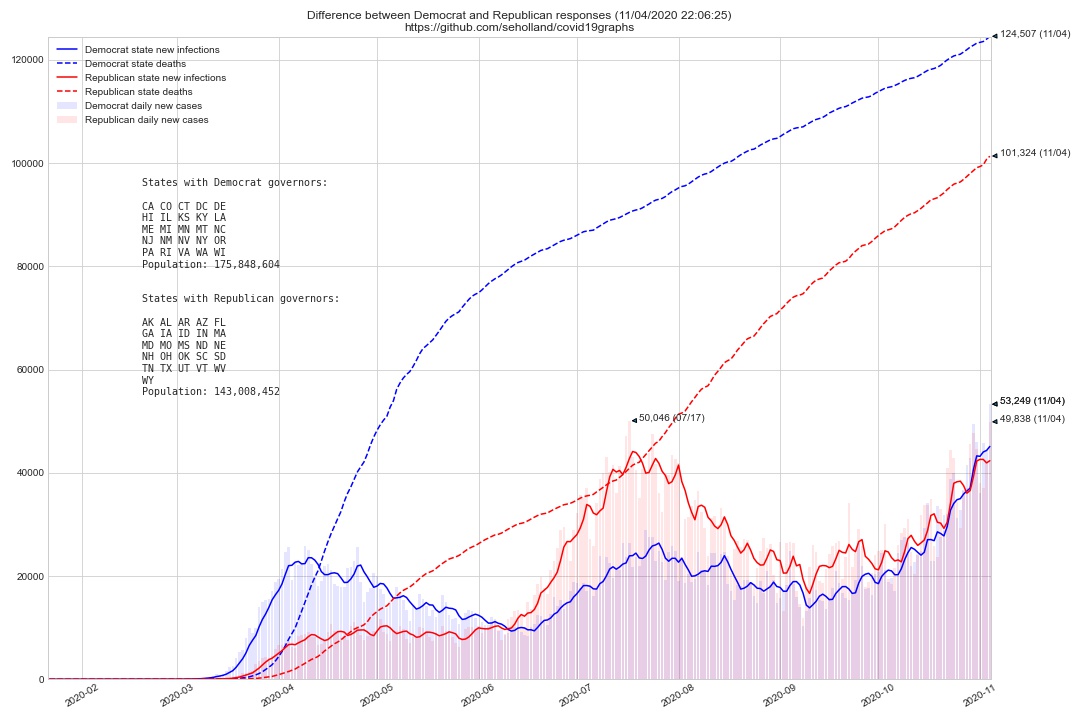 Difference between Democrat and Republican responses (11/04/2020 22:06:25)
https://github.com/seholland/covid19graphs
Democrat state new infections
Democrat state deaths
Republican state new infections
Republican state deaths
Democrat daily new cases
Republican daily new cases
124,507 (11/04)
101,324 (11/04)
53,249 (11/04)
49,838 (11/04)
50,046 (07/17)
States with Democrat governors:
CA CO CT DC DE
HI IL KS KY LA
ME MI MN MT NC
NJ NM NV NY OR
PA RI VA WA WI
Population: 175,848,604
States with Republican governors:
AK AL AR AZ FL
GA IA ID IN MA
MD MO MS ND NE
NH OH OK SC SD
TN TX UT VT WV
WY
Population: 143,008,452
120000
100000
80000
60000
40000
20000
0
2020-02
2020-03
2020-04
2020-05
2020-06
2020-07
2020-08
2020-09
2020-10
2020-11